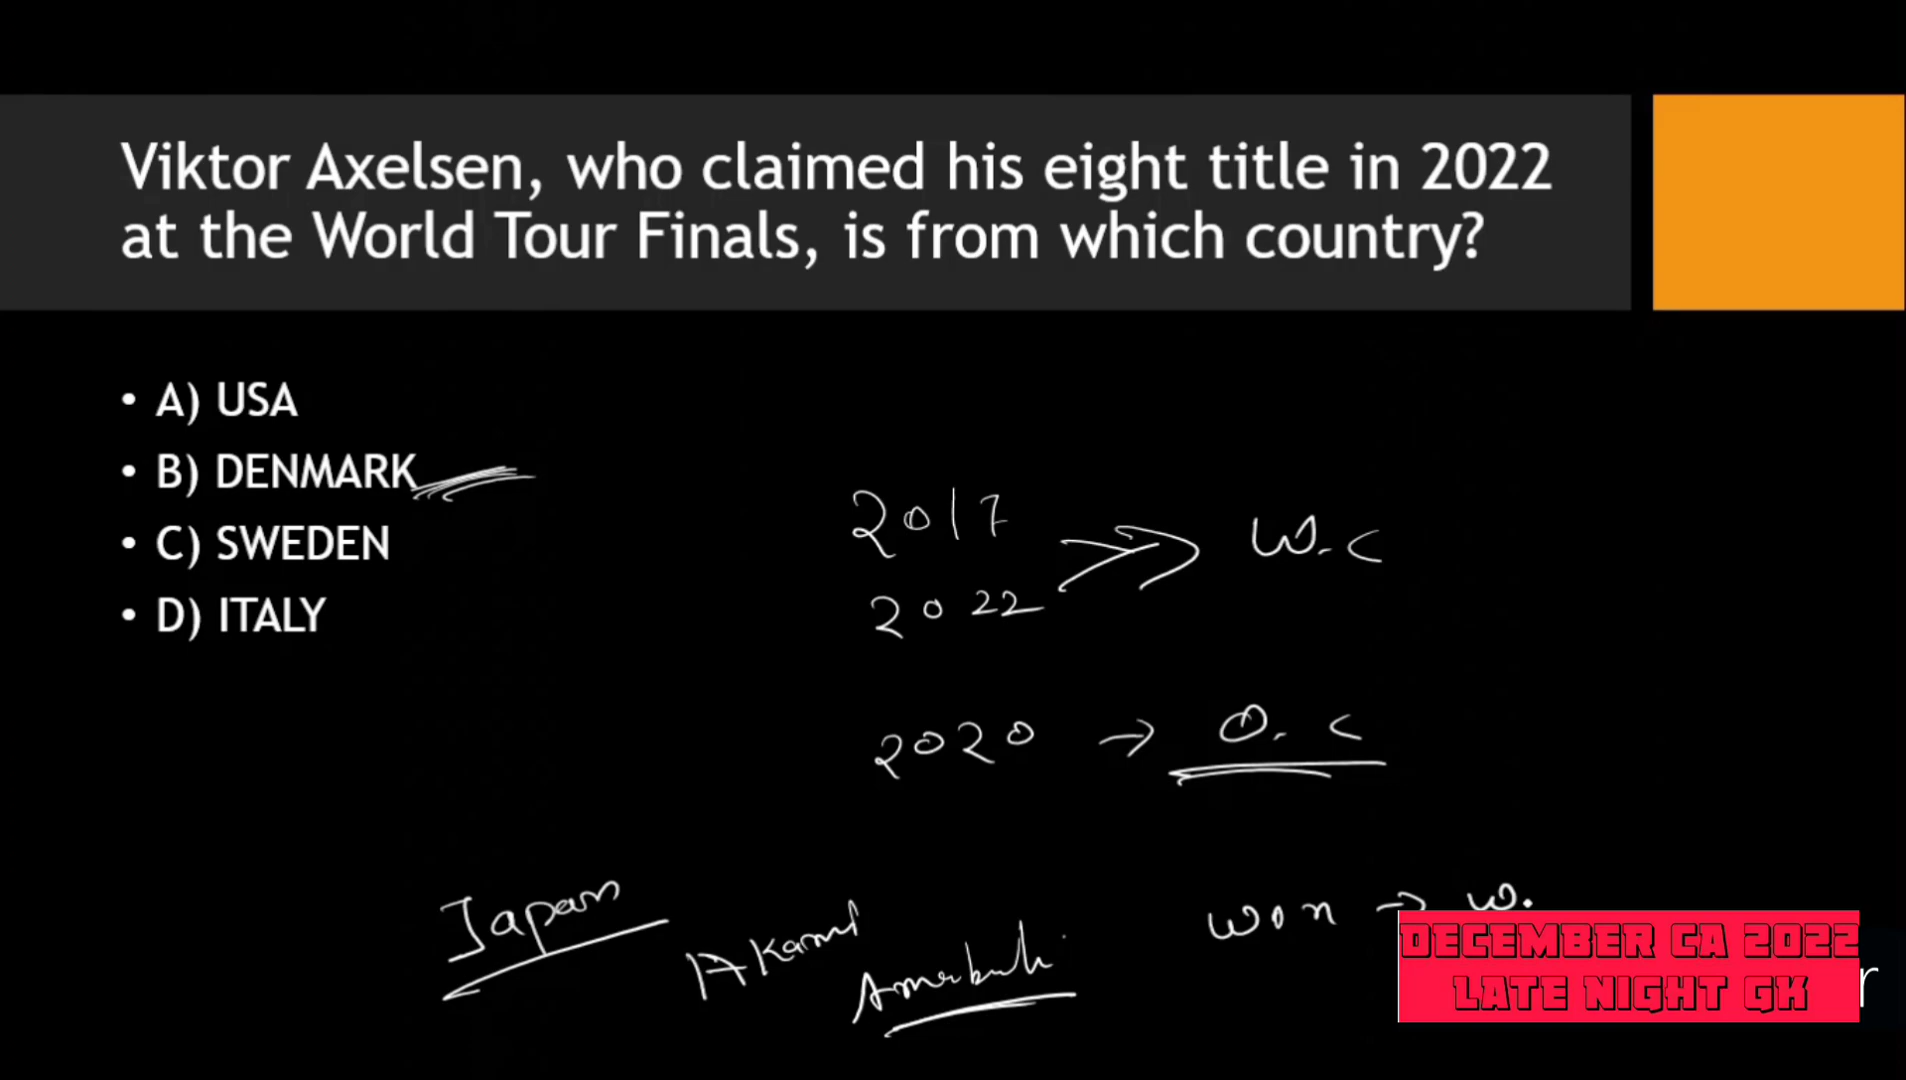 Viktor Axelsen, who claimed his eight title in 2022
at the World Tour Finals, is from which country?
• A) USA
• B) DENMARK
• C) SWEDEN
• D) ITALY
2017
2022
W.C
2020 → O.C
Japan
won → W.
DECEMBER CA 2022
LATE NIGHT GK
r